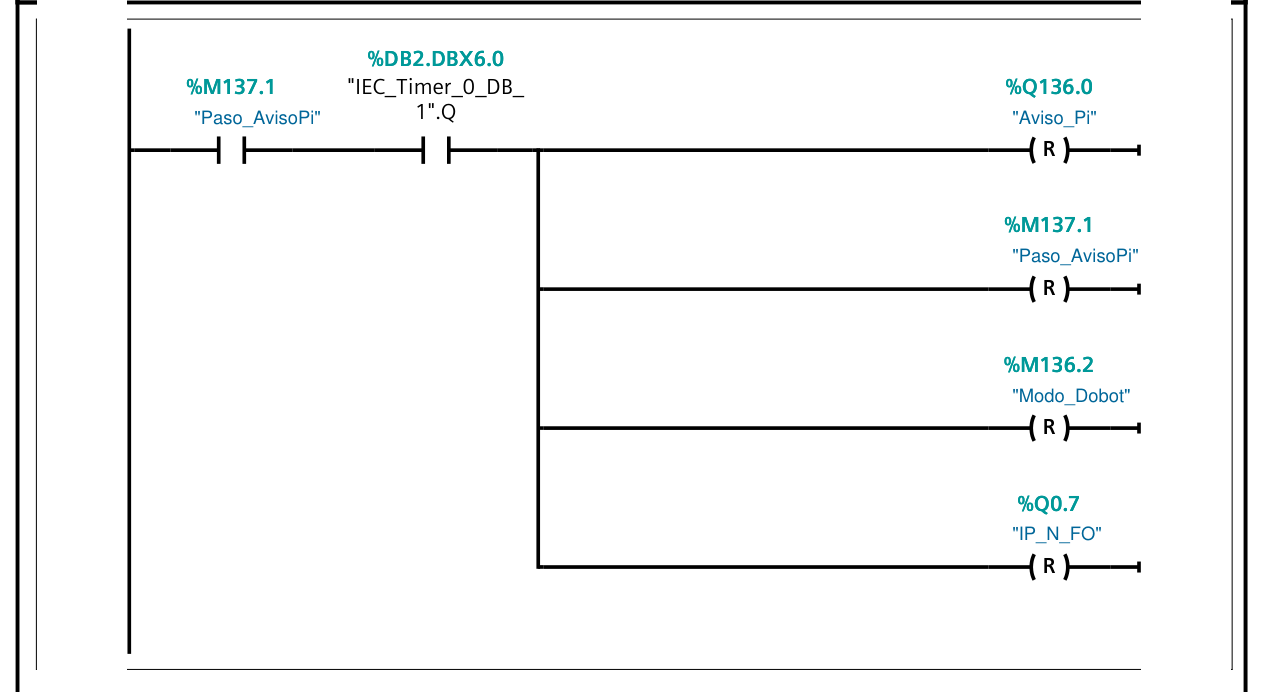 %DB2.DBX6.0
%M137.1
"IEC_Timer_0_DB_
%Q136.0
"Paso_AvisoPi"
1".Q
"Aviso_Pi"
( R )
%M137.1
"Paso_AvisoPi"
( R )
%M136.2
"Modo_Dobot"
( R )
%Q0.7
"IP_N_FO"
( R )